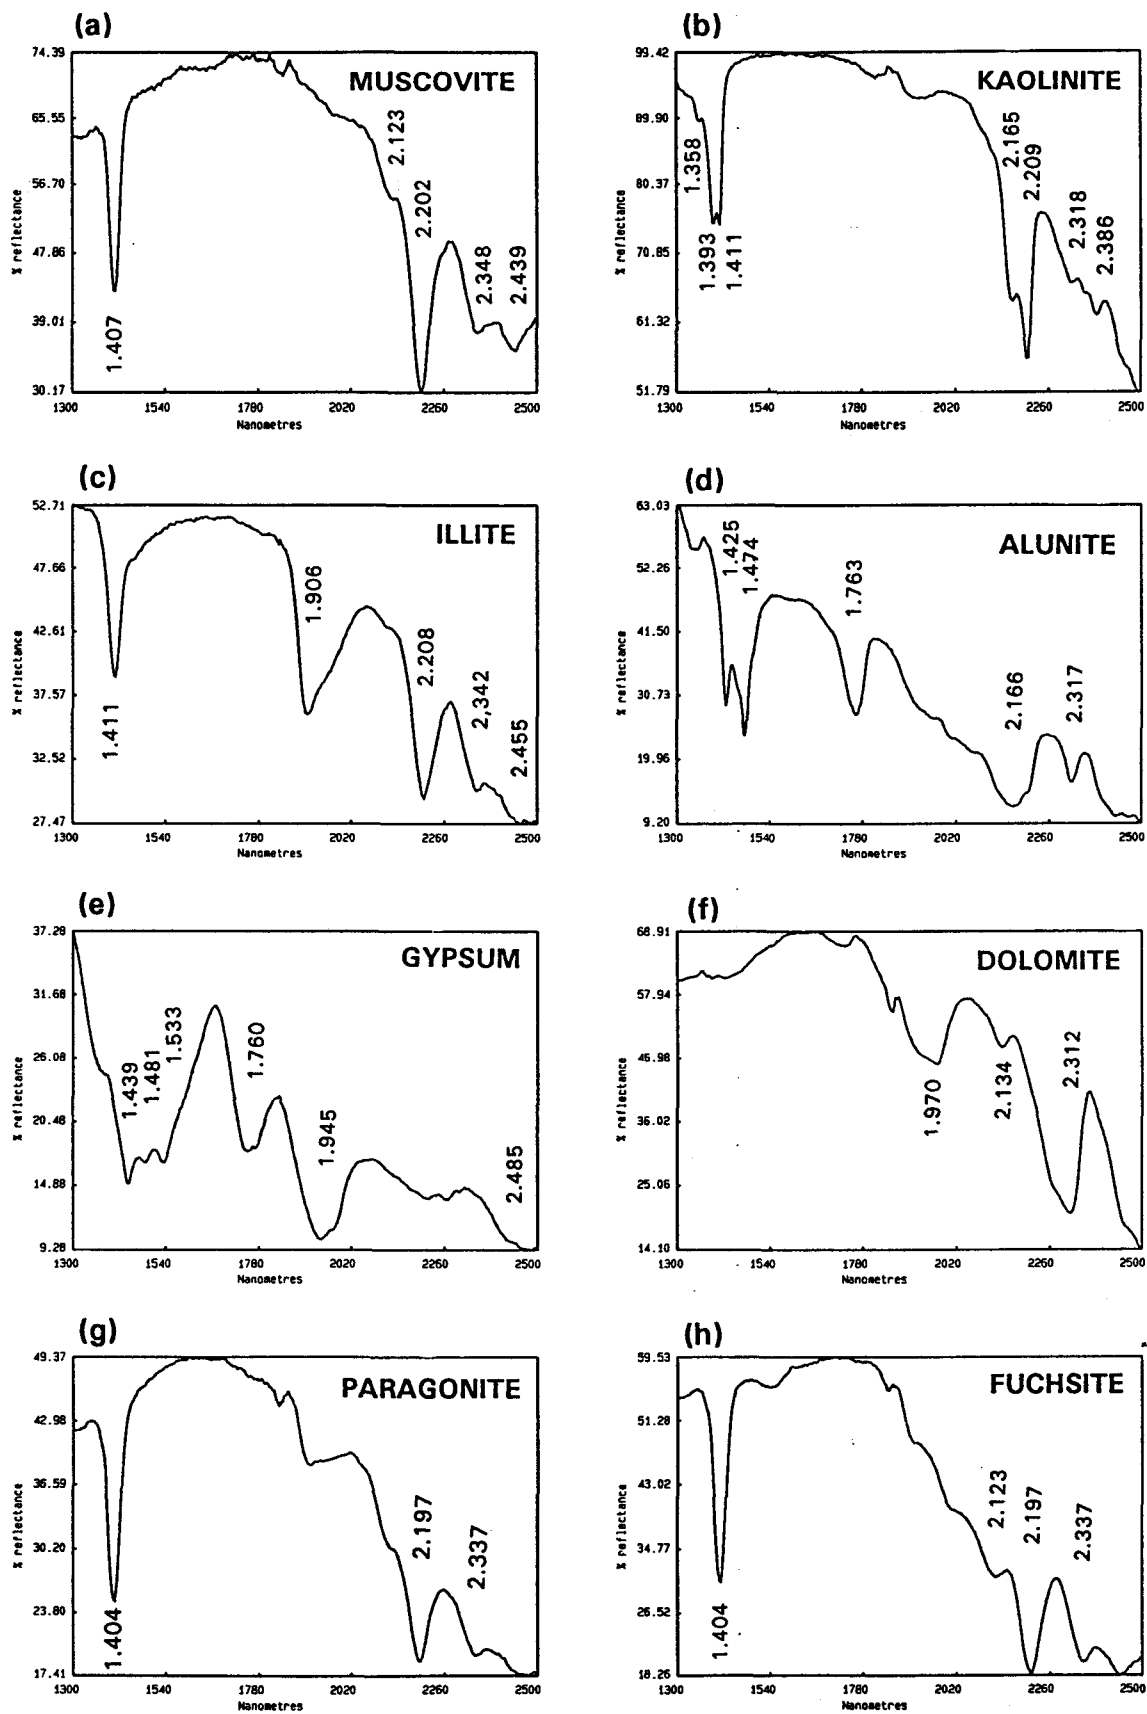 (a)
MUSCOVITE
74.39
65.55
56.70
47.86
39.01
30.17
% reflectance
1.407
2.123
2.202
2.348
2.439
1300 1540 1780 2020 2260 2500
Nanometres
(b)
KAOLINITE
99.42
89.90
80.37
70.85
61.32
51.79
% reflectance
1.358
1.393
1.411
2.165
2.209
2.318
2.386
1300 1540 1780 2020 2260 2500
Nanometres
(c)
ILLITE
52.71
47.66
42.61
37.57
32.52
27.47
% reflectance
1.411
1.906
2.208
2,342
2.455
1300 1540 1780 2020 2260 2500
Nanometres
(d)
ALUNITE
63.03
52.26
41.50
30.73
19.96
9.20
% reflectance
1.425
1.474
1.763
2.166
2.317
1300 1540 1780 2020 2260 2500
Nanometres
(e)
GYPSUM
37.28
31.68
26.08
20.48
14.88
9.28
% reflectance
1.439
1.481
1.533
1.760
1.945
2.485
1300 1540 1780 2020 2260 2500
Nanometres
(f)
DOLOMITE
68.91
57.94
45.98
36.02
25.06
14.10
% reflectance
1.970
2.134
2.312
1300 1540 1780 2020 2260 2500
Nanometres
(g)
PARAGONITE
49.37
42.98
36.59
30.20
23.80
17.41
% reflectance
1.404
2.197
2.337
1300 1540 1780 2020 2260 2500
Nanometres
(h)
FUCHSITE
59.53
51.28
43.02
34.77
26.52
18.26
% reflectance
1.404
2.123
2.197
2.337
1300 1540 1780 2020 2260 2500
Nanometres